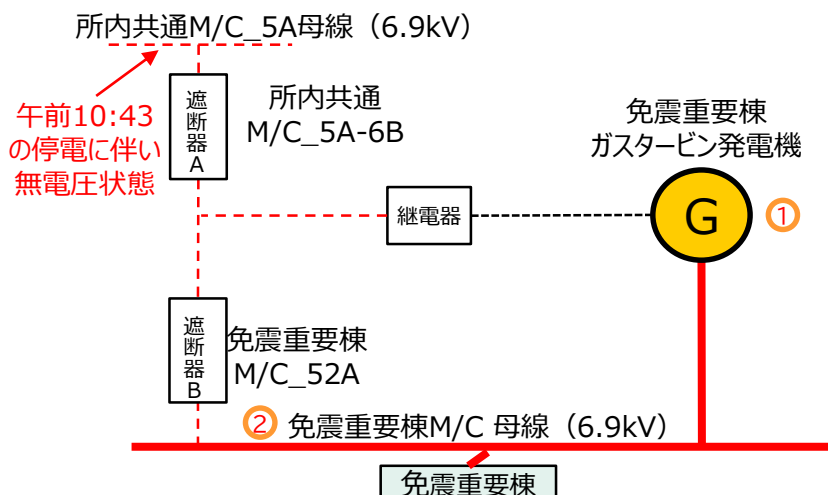 所内共通M/C_5A母線（6.9kV）
午前10:43
の停電に伴い
無電圧状態
遮断器A
所内共通
M/C_5A-6B
免震重要棟
ガスタービン発電機
継電器
G
①
遮断器B
免震重要棟
M/C_52A
② 免震重要棟M/C 母線（6.9kV）
免震重要棟